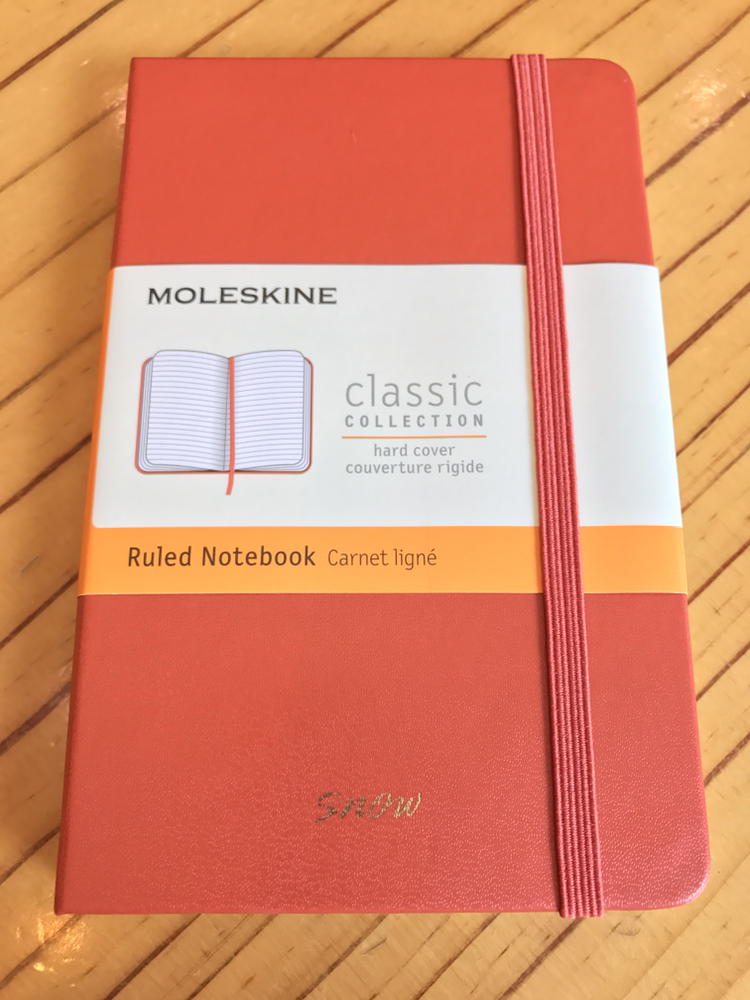 MOLESKINE
classic
COLLECTION
hard cover
couverture rigide
Ruled Notebook Carnet ligné
snow